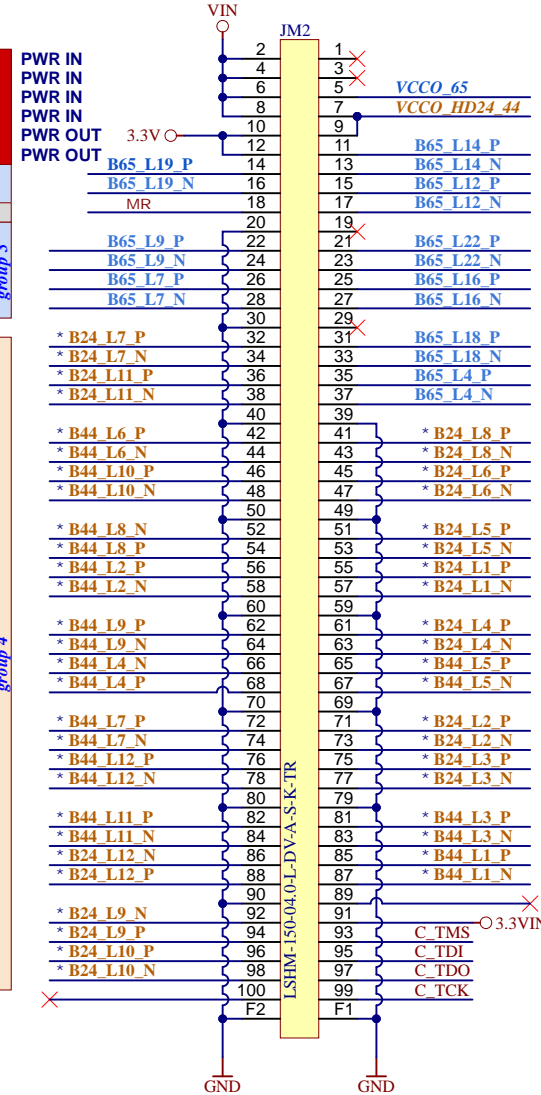 VIN
JM2
PWR IN 2 1
PWR IN 4 3
PWR IN 6 5 VCCO_65
PWR IN 8 7 VCCO_HD24_44
PWR OUT 3.3V 10 9
PWR OUT 12 11 B65_L14_P
B65_L19_P 14 13 B65_L14_N
B65_L19_N 16 15 B65_L12_P
MR 18 17 B65_L12_N
20 19
B65_L9_P 22 21 B65_L22_P
B65_L9_N 24 23 B65_L22_N
B65_L7_P 26 25 B65_L16_P
B65_L7_N 28 27 B65_L16_N
30 29
* B24_L7_P 32 31 B65_L18_P
* B24_L7_N 34 33 B65_L18_N
* B24_L11_P 36 35 B65_L4_P
* B24_L11_N 38 37 B65_L4_N
40 39
* B44_L6_P 42 41 * B24_L8_P
* B44_L6_N 44 43 * B24_L8_N
* B44_L10_P 46 45 * B24_L6_P
* B44_L10_N 48 47 * B24_L6_N
50 49
* B44_L8_N 52 51 * B24_L5_P
* B44_L8_P 54 53 * B24_L5_N
* B44_L2_P 56 55 * B24_L1_P
* B44_L2_N 58 57 * B24_L1_N
60 59
* B44_L9_P 62 61 * B24_L4_P
* B44_L9_N 64 63 * B24_L4_N
* B44_L4_N 66 65 * B44_L5_P
* B44_L4_P 68 67 * B44_L5_N
70 69
* B44_L7_P 72 71 * B24_L2_P
* B44_L7_N 74 73 * B24_L2_N
* B44_L12_P 76 75 * B24_L3_P
* B44_L12_N 78 77 * B24_L3_N
80 79
* B44_L11_P 82 81 * B44_L3_P
* B44_L11_N 84 83 * B44_L3_N
* B24_L12_N 86 85 * B44_L1_P
* B24_L12_P 88 87 * B44_L1_N
90 89
* B24_L9_N 92 91 3.3VIN
* B24_L9_P 94 93 C_TMS
* B24_L10_P 96 95 C_TDI
* B24_L10_N 98 97 C_TDO
100 99 C_TCK
F2 F1
LSHM-150-04.0-L-DV-A-S-K-TR
GND GND
group 4